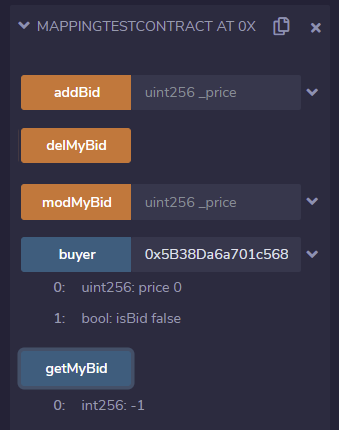 MAPPINGTESTCONTRACT AT 0X
addBid uint256 _price
delMyBid
modMyBid uint256 _price
buyer 0x5B38Da6a701c568
0: uint256: price 0
1: bool: isBid false
getMyBid
0: int256: -1